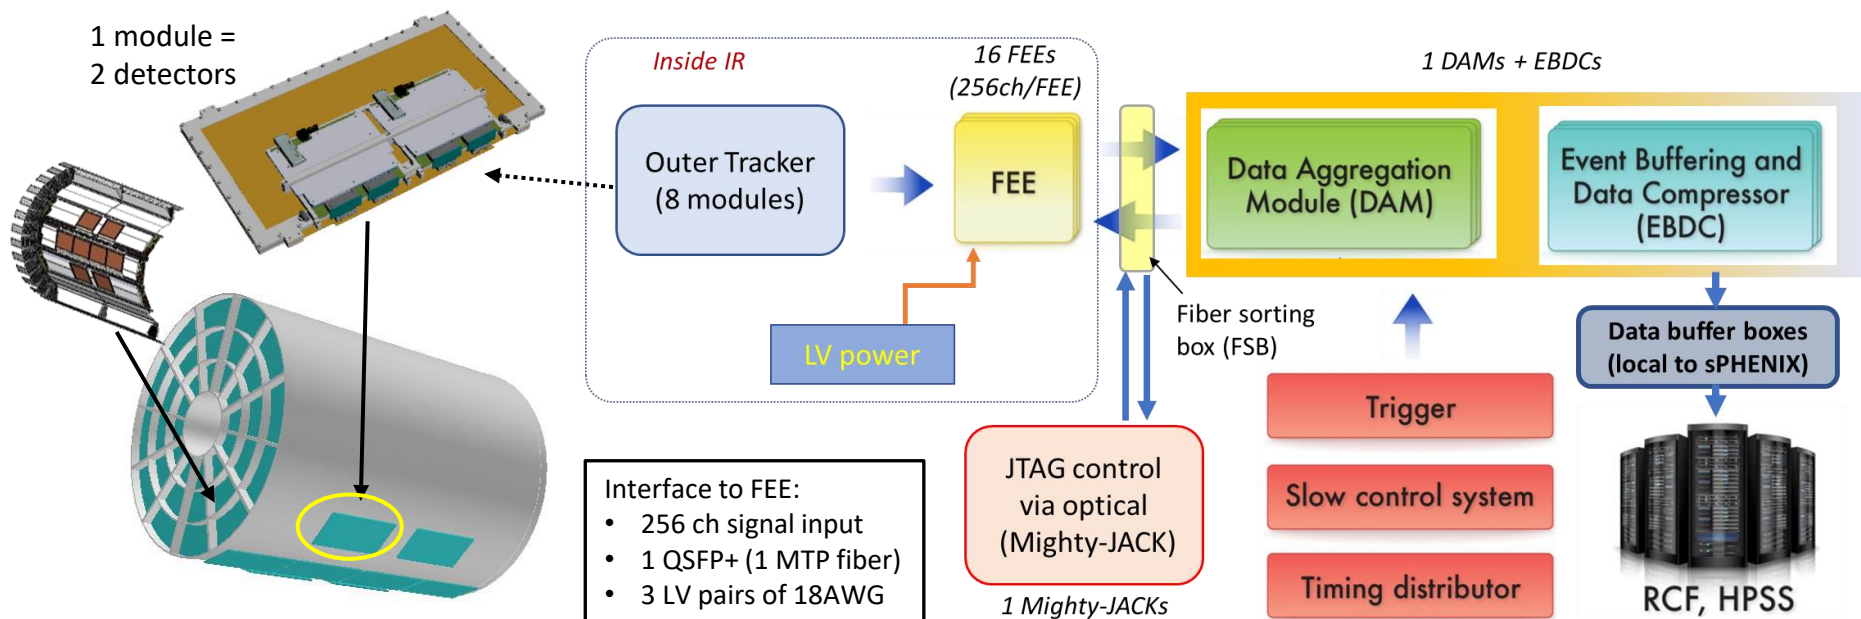 1 module =
2 detectors
Inside IR
16 FEEs
(256ch/FEE)
1 DAMs + EBDCs
Outer Tracker
(8 modules)
FEE
Data Aggregation
Module (DAM)
Event Buffering and
Data Compressor
(EBDC)
LV power
Fiber sorting
box (FSB)
Data buffer boxes
(local to sPHENIX)
Interface to FEE:
• 256 ch signal input
• 1 QSFP+ (1 MTP fiber)
• 3 LV pairs of 18AWG
JTAG control
via optical
(Mighty-JACK)
1 Mighty-JACKs
Trigger
Slow control system
Timing distributor
RCF, HPSS